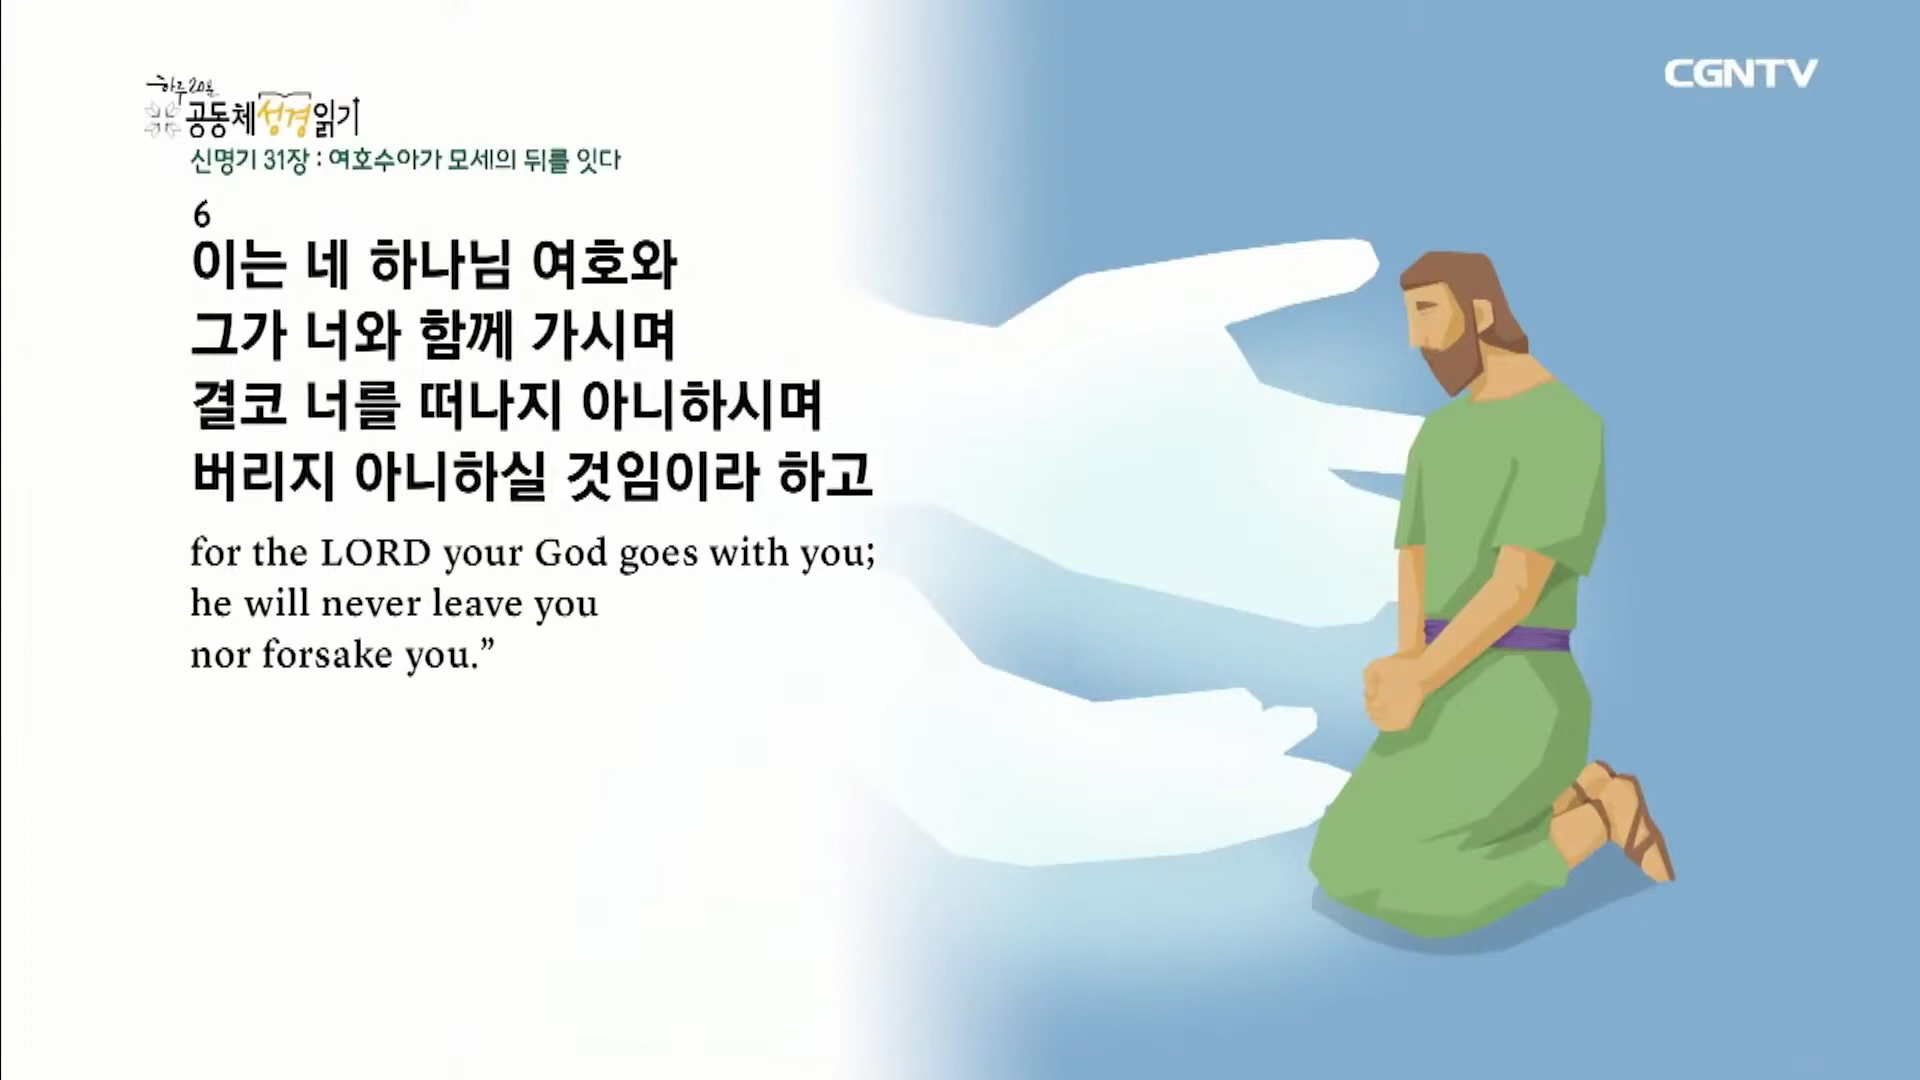 하루20분
공동체성경읽기
CGNTV
신명기 31장 : 여호수아가 모세의 뒤를 잇다
6
이는 네 하나님 여호와
그가 너와 함께 가시며
결코 너를 떠나지 아니하시며
버리지 아니하실 것임이라 하고
for the LORD your God goes with you;
he will never leave you
nor forsake you.”